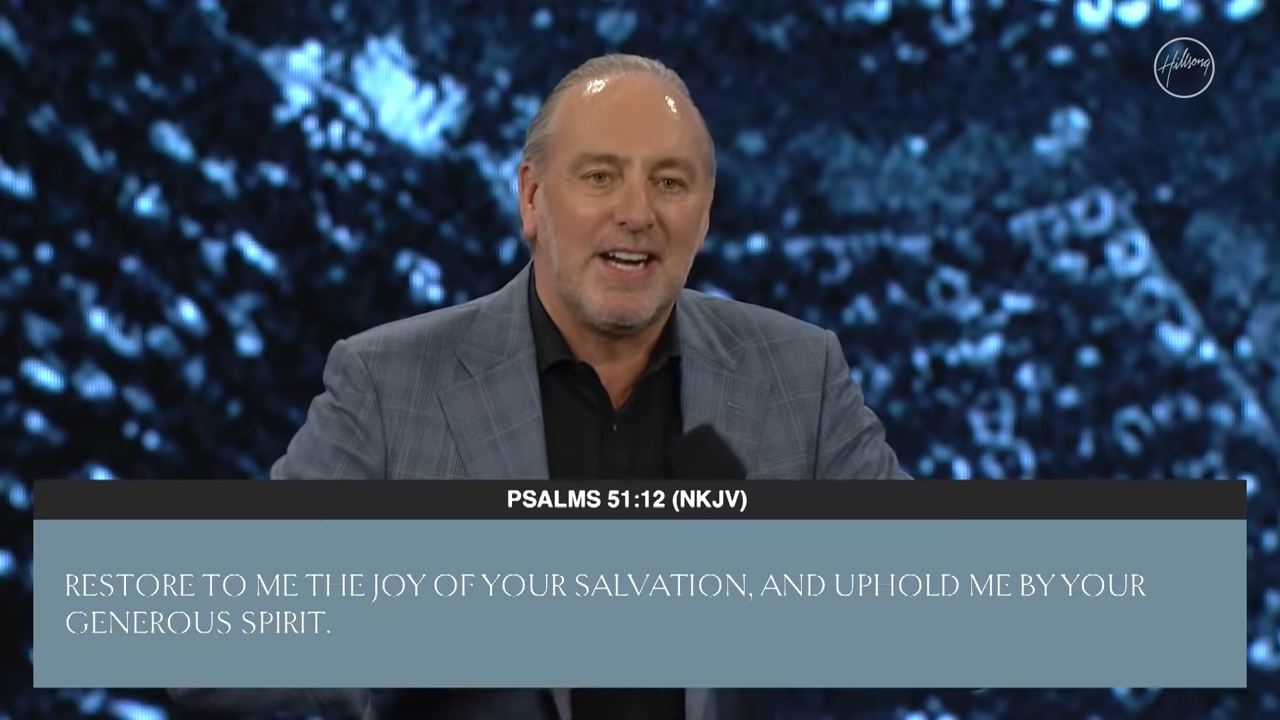 Hillsong
PSALMS 51:12 (NKJV)
RESTORE TO ME THE JOY OF YOUR SALVATION, AND UPHOLD ME BY YOUR
GENEROUS SPIRIT.